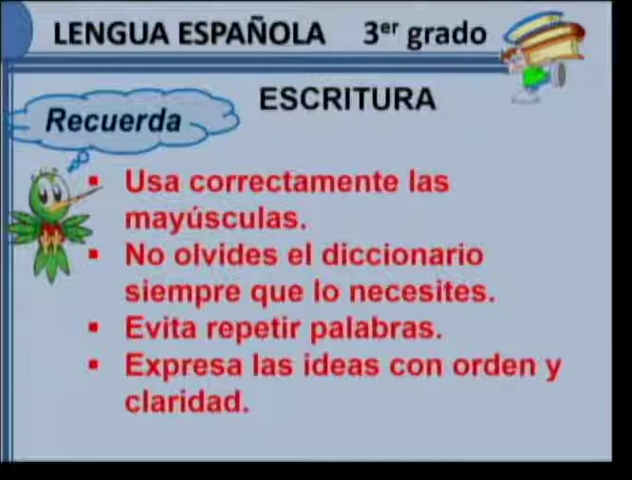 LENGUA ESPAÑOLA 3er grado
ESCRITURA
Recuerda
▪ Usa correctamente las
mayúsculas.
▪ No olvides el diccionario
siempre que lo necesites.
▪ Evita repetir palabras.
▪ Expresa las ideas con orden y
claridad.